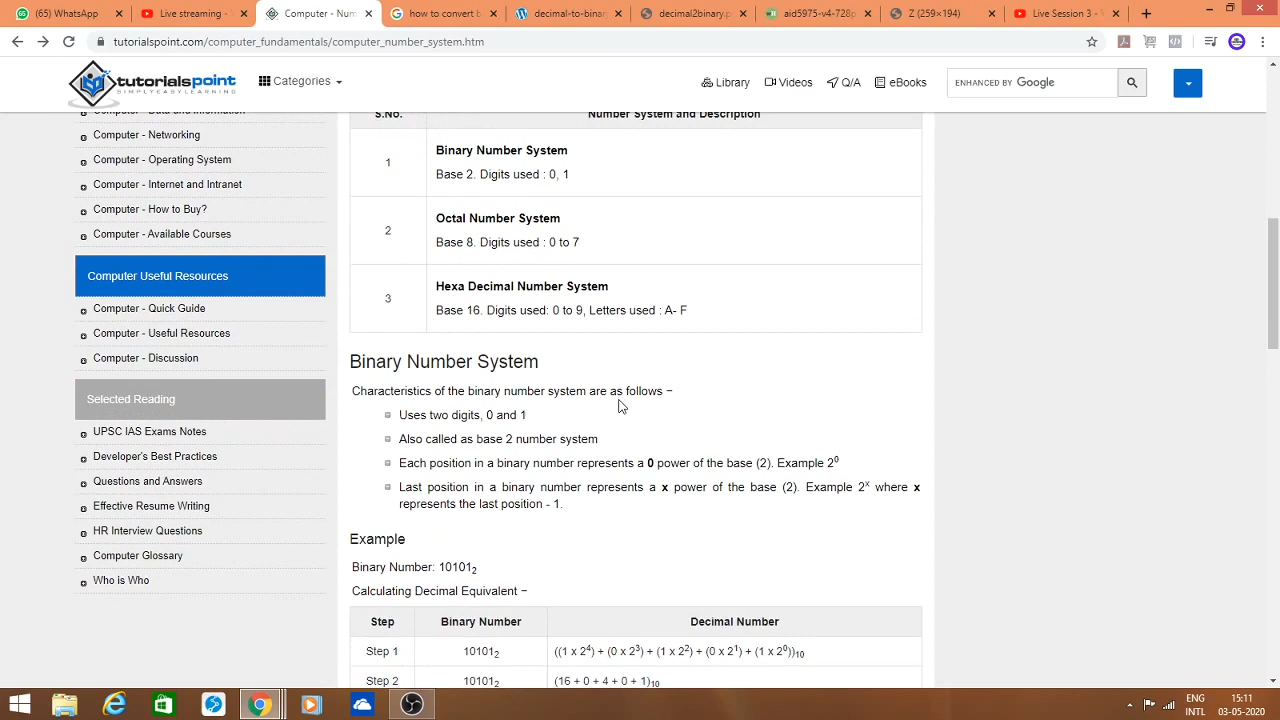 (65) WhatsApp
Live streaming -
Computer - Num
how to convert b
decimal-to-bina
decimal2binary.p
aid5975-v4-728p
Z (259×194)
Live Session 3 -
tutorialspoint.com/computer_fundamentals/computer_number_system.htm
tutorialspoint
SIMPLYEASYLEARNING
Categories
Library
Videos
Q/A
eBooks
ENHANCED BY Google
Computer - Networking
Computer - Operating System
Computer - Internet and Intranet
Computer - How to Buy?
Computer - Available Courses
Computer Useful Resources
Computer - Quick Guide
Computer - Useful Resources
Computer - Discussion
Selected Reading
UPSC IAS Exams Notes
Developer's Best Practices
Questions and Answers
Effective Resume Writing
HR Interview Questions
Computer Glossary
Who is Who
S.No. Number System and Description
1 Binary Number System
Base 2. Digits used : 0, 1
2 Octal Number System
Base 8. Digits used : 0 to 7
3 Hexa Decimal Number System
Base 16. Digits used: 0 to 9, Letters used : A- F
Binary Number System
Characteristics of the binary number system are as follows −
Uses two digits, 0 and 1
Also called as base 2 number system
Each position in a binary number represents a 0 power of the base (2). Example 2⁰
Last position in a binary number represents a x power of the base (2). Example 2ˣ where x
represents the last position - 1.
Example
Binary Number: 10101₂
Calculating Decimal Equivalent −
Step Binary Number Decimal Number
Step 1 10101₂ ((1 x 2⁴) + (0 x 2³) + (1 x 2²) + (0 x 2¹) + (1 x 2⁰))₁₀
Step 2 10101₂ (16 + 0 + 4 + 0 + 1)₁₀
ENG 15:11
INTL 03-05-2020